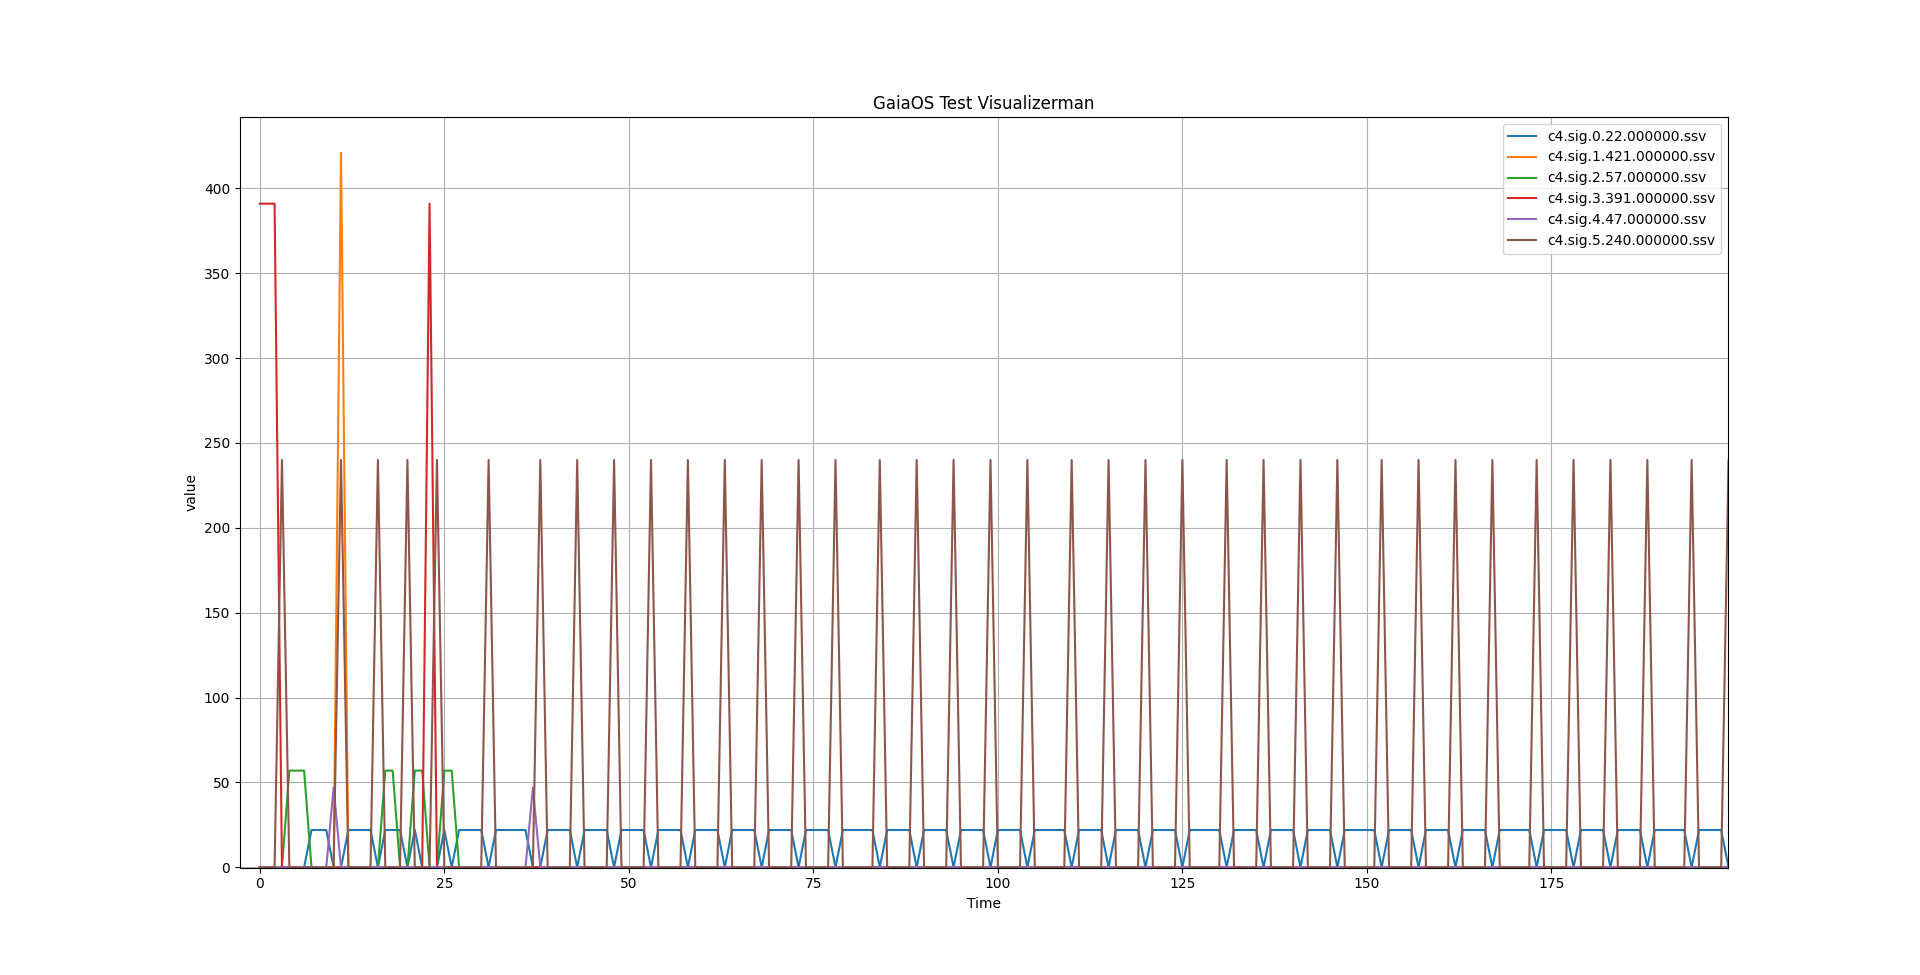 GaiaOS Test Visualizerman
c4.sig.0.22.000000.ssv
c4.sig.1.421.000000.ssv
c4.sig.2.57.000000.ssv
c4.sig.3.391.000000.ssv
c4.sig.4.47.000000.ssv
c4.sig.5.240.000000.ssv
value
400
350
300
250
200
150
100
50
0
0 25 50 75 100 125 150 175
Time